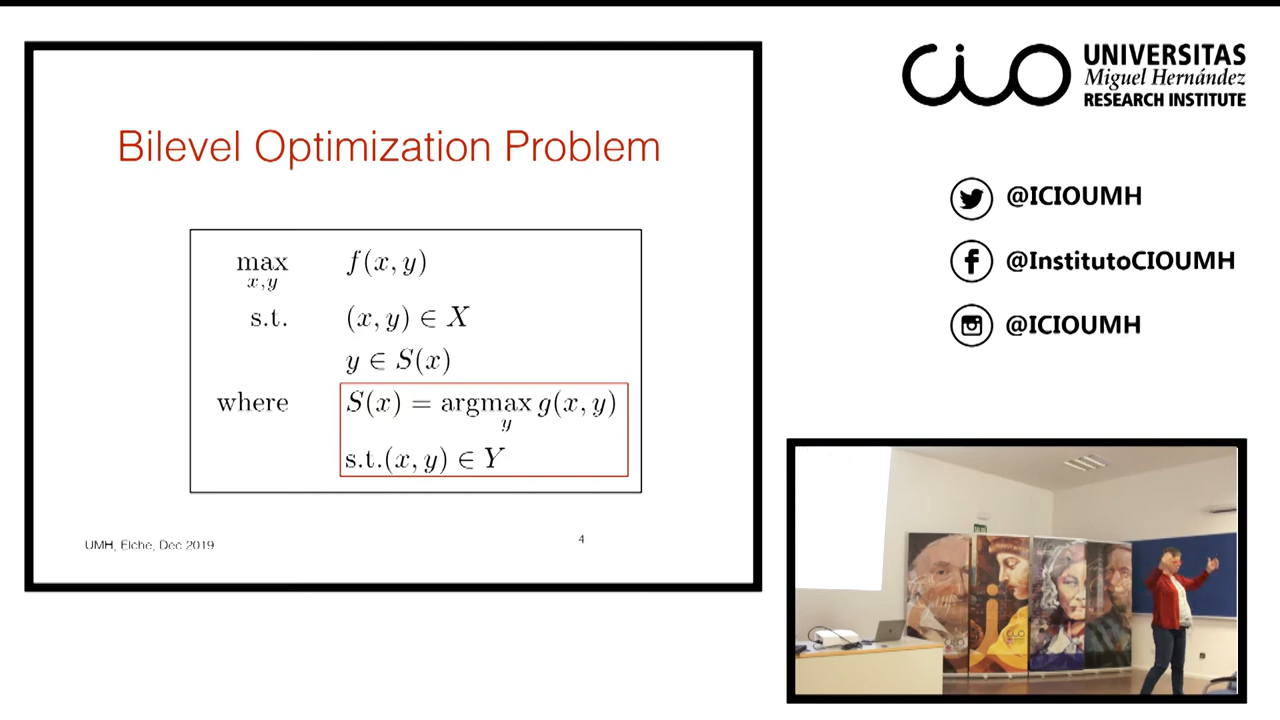 Bilevel Optimization Problem
max f(x, y)
x,y
s.t. (x, y) ∈ X
y ∈ S(x)
where S(x) = argmax g(x, y)
y
s.t.(x, y) ∈ Y
UMH, Elche, Dec 2019
4
CIO
UNIVERSITAS
Miguel Hernández
RESEARCH INSTITUTE
@ICIOUMH
@InstitutoCIOUMH
@ICIOUMH